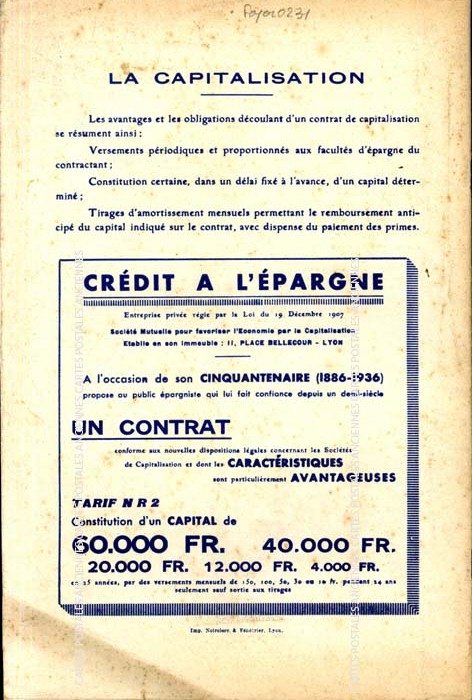 Foyer0231
LA CAPITALISATION
Les avantages et les obligations découlant d'un contrat de capitalisation
se résument ainsi :
Versements périodiques et proportionnés aux facultés d'épargne du
contractant ;
Constitution certaine, dans un délai fixé à l'avance, d'un capital déter-
miné ;
Tirages d'amortissement mensuels permettant le remboursement anti-
cipé du capital indiqué sur le contrat, avec dispense du paiement des primes.
CRÉDIT A L'ÉPARGNE
Entreprise privée régie par la Loi du 19 Décembre 1907
Société Mutuelle pour favoriser l'Economie par la Capitalisation
Etablie en son Immeuble : 11, PLACE BELLECOUR - LYON
A l'occasion de son CINQUANTENAIRE (1886-1936)
propose au public épargniste qui lui fait confiance depuis un demi-siècle
UN CONTRAT
conforme aux nouvelles dispositions légales concernant les Sociétés
de Capitalisation et dont les CARACTÉRISTIQUES
sont particulièrement AVANTAGEUSES
TARIF N R 2
Constitution d'un CAPITAL de
60.000 FR. 40.000 FR.
20.000 FR. 12.000 FR. 4.000 FR.
en 25 années, par des versements mensuels de 150, 100, 50, 30 ou 10 fr. pendant 24 ans
seulement sauf sortie aux tirages
Imp. Noirclerc & Fénétrier, Lyon.
CARTES POSTALES ANCIENNES